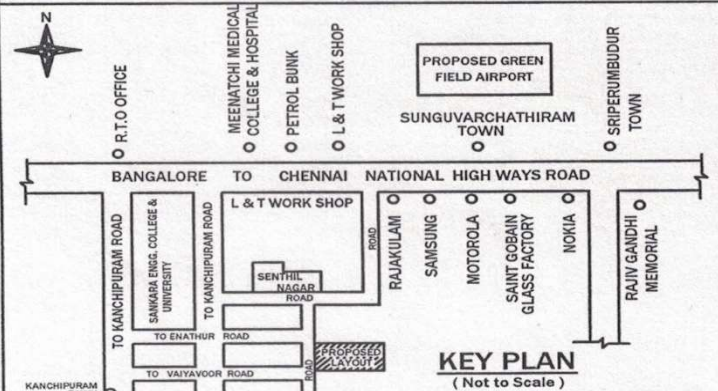 N
R.T.O OFFICE
MEENATCHI MEDICAL
COLLEGE & HOSPITAL
PETROL BUNK
L & T WORK SHOP
PROPOSED GREEN
FIELD AIRPORT
SUNGUVARCHATHIRAM
TOWN
SRIPERUMBUDUR
TOWN
BANGALORE TO CHENNAI NATIONAL HIGH WAYS ROAD
TO KANCHIPURAM ROAD
SANKARA ENGG. COLLEGE &
UNIVERSITY
TO KANCHIPURAM ROAD
L & T WORK SHOP
ROAD
RAJAKULAM
SAMSUNG
MOTOROLA
SAINT GOBAIN
GLASS FACTORY
NOKIA
RAJIV GANDHI
MEMORIAL
SENTHIL
NAGAR
ROAD
TO ENATHUR ROAD
PROPOSED
LAYOUT
ROAD
TO VAIYAVOOR ROAD
KANCHIPURAM
KEY PLAN
( Not to Scale )